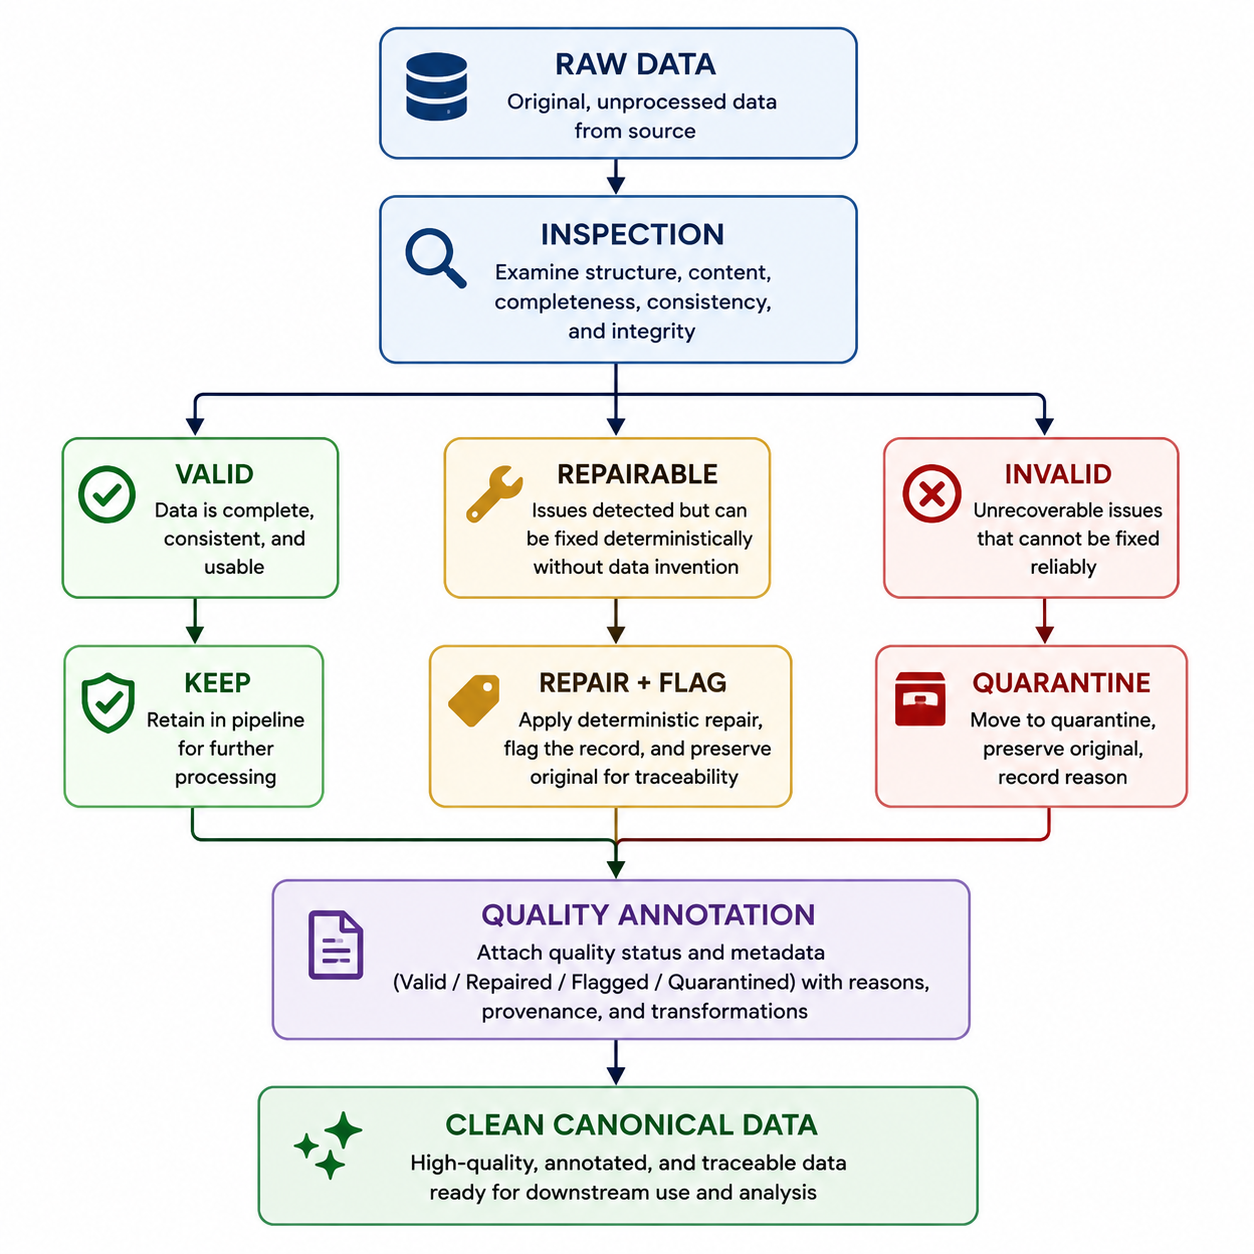 RAW DATA
Original, unprocessed data
from source
INSPECTION
Examine structure, content,
completeness, consistency,
and integrity
VALID
Data is complete,
consistent, and
usable
REPAIRABLE
Issues detected but can
be fixed deterministically
without data invention
INVALID
Unrecoverable issues
that cannot be fixed
reliably
KEEP
Retain in pipeline
for further
processing
REPAIR + FLAG
Apply deterministic repair,
flag the record, and preserve
original for traceability
QUARANTINE
Move to quarantine,
preserve original,
record reason
QUALITY ANNOTATION
Attach quality status and metadata
(Valid / Repaired / Flagged / Quarantined) with reasons,
provenance, and transformations
CLEAN CANONICAL DATA
High-quality, annotated, and traceable data
ready for downstream use and analysis